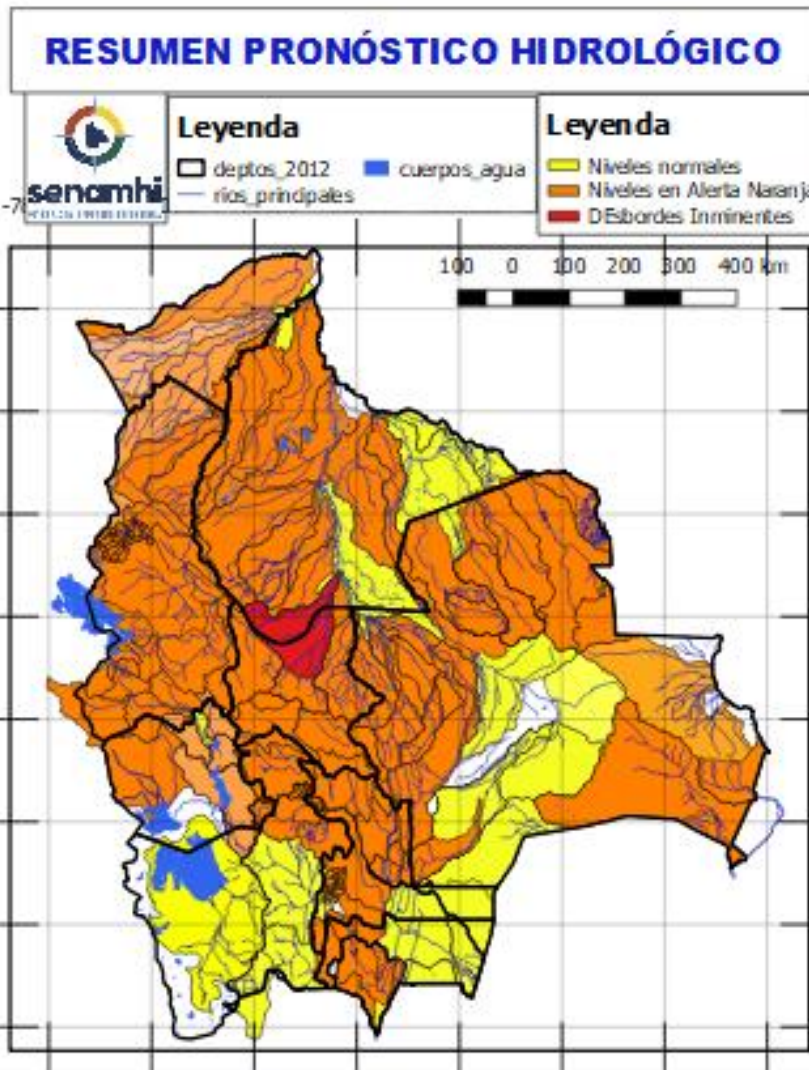 RESUMEN PRONÓSTICO HIDROLÓGICO
senamhi
Leyenda
deptos_2012
cuerpos_agua
rios_principales
Leyenda
Niveles normales
Niveles en Alerta Naranja
DEsbordes Inminentes
100 0 100 200 300 400 km